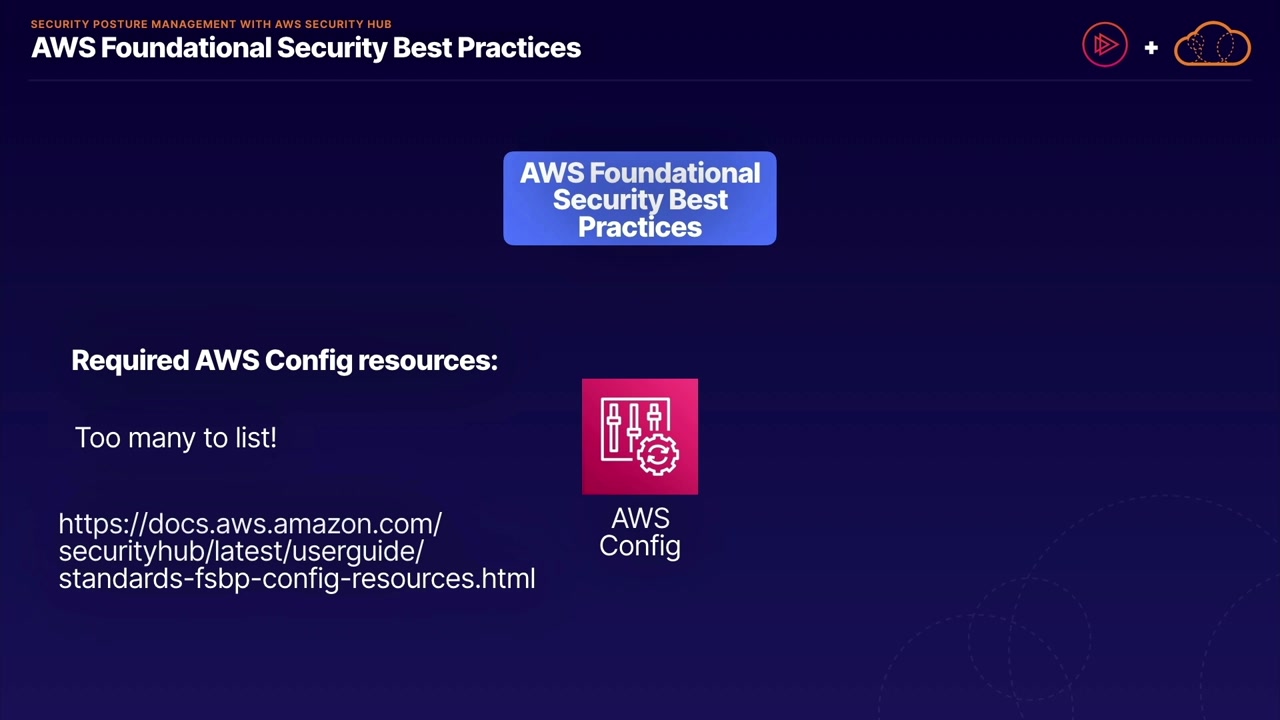 SECURITY POSTURE MANAGEMENT WITH AWS SECURITY HUB
AWS Foundational Security Best Practices
+
AWS Foundational
Security Best
Practices
Required AWS Config resources:
Too many to list!
https://docs.aws.amazon.com/
securityhub/latest/userguide/
standards-fsbp-config-resources.html
AWS
Config